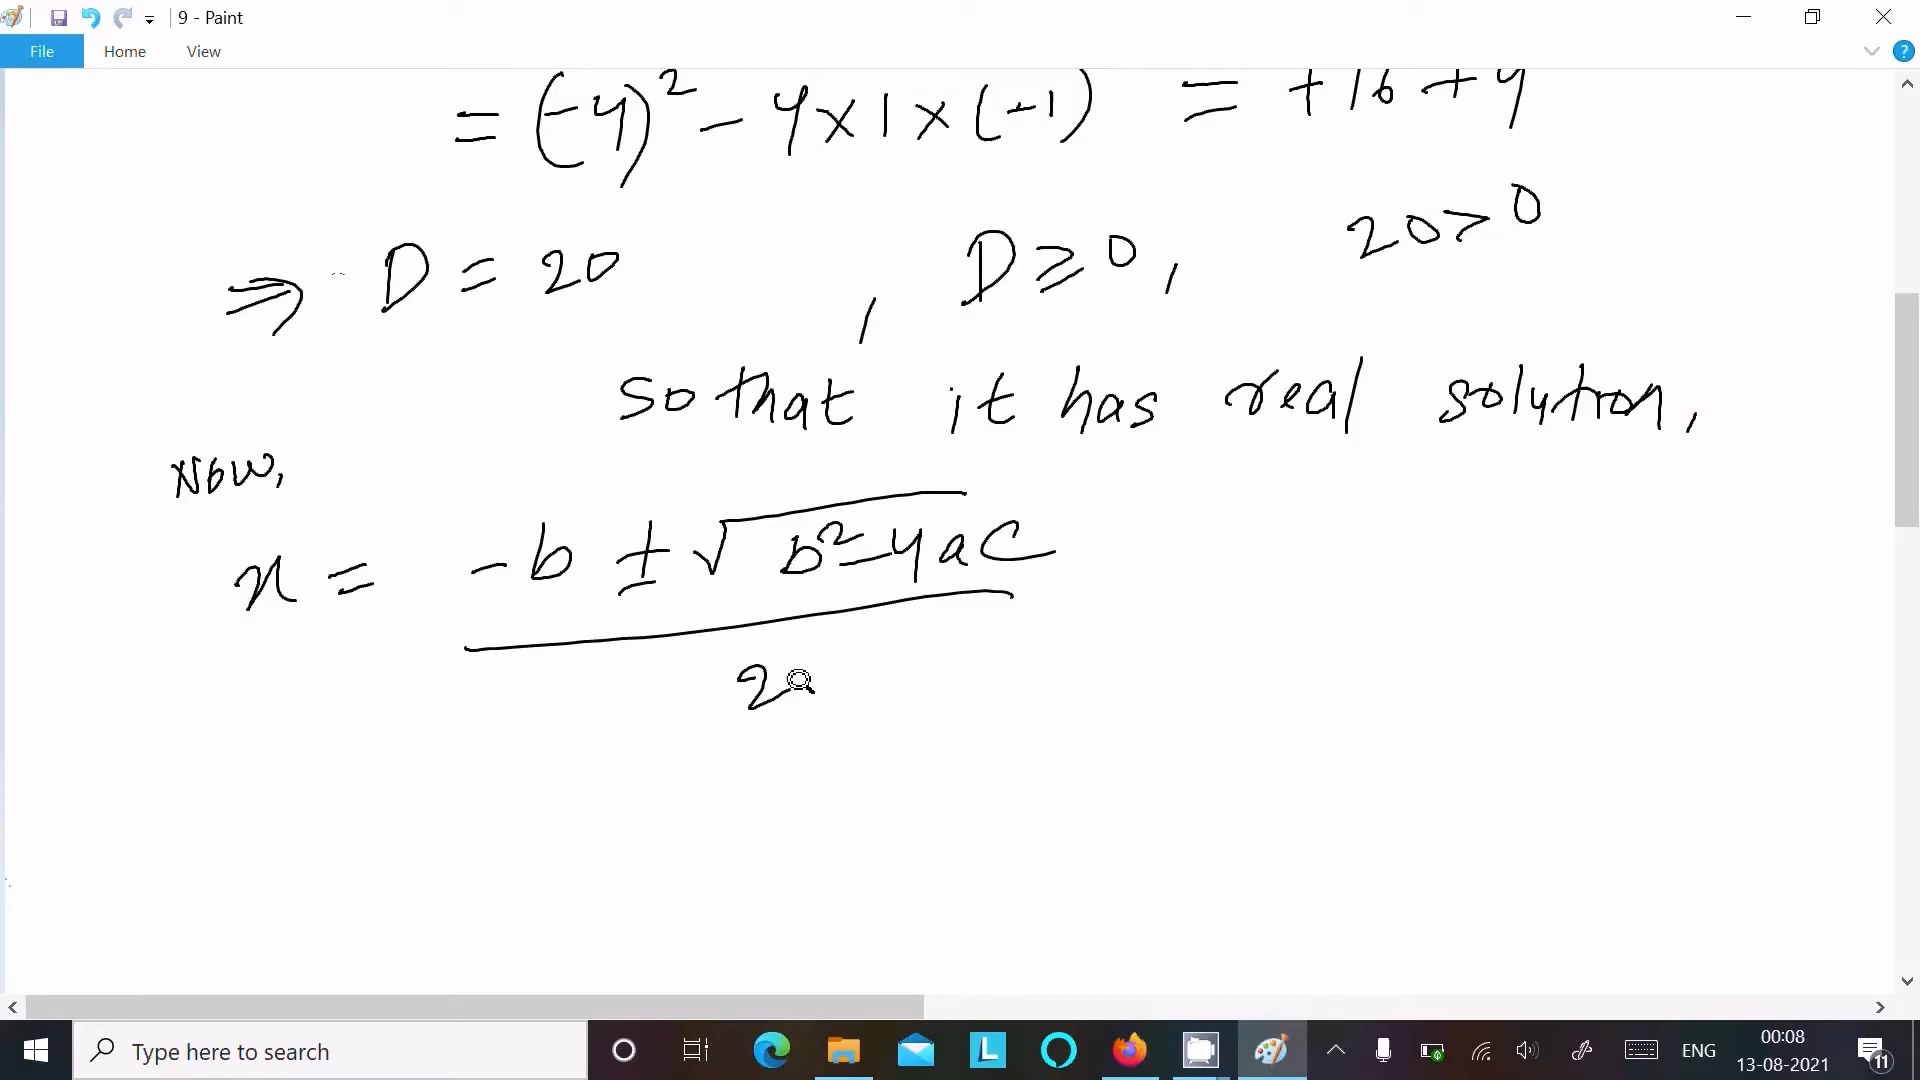 9 - Paint
File Home View
= (-4)² - 4×1×(-1) = +16+4
⇒ D = 20 , D ≥ 0, 20 > 0
so that it has real solution,
Now,
x = -b ± √b²-4ac
2
Type here to search
ENG
00:08
13-08-2021
11